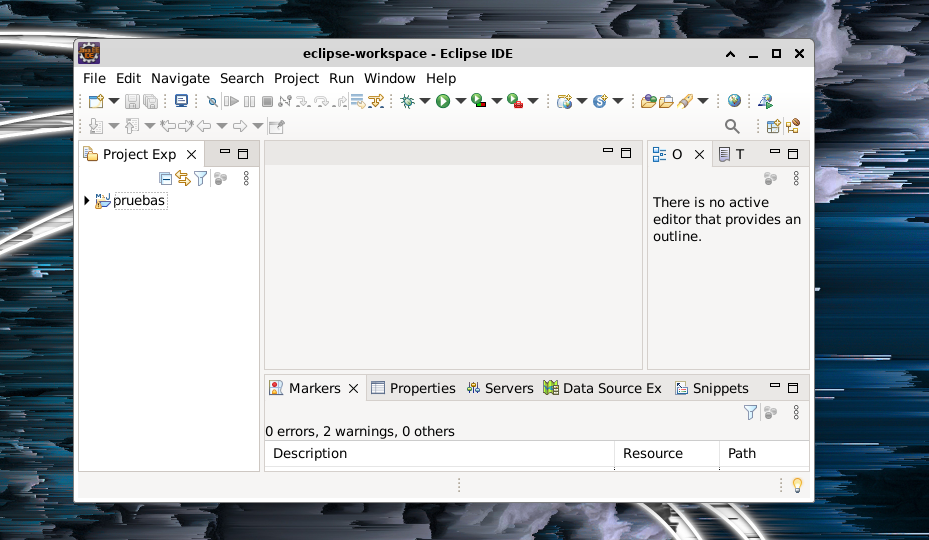 eclipse-workspace - Eclipse IDE
File Edit Navigate Search Project Run Window Help
Project Exp
pruebas
O T
There is no active
editor that provides an
outline.
Markers Properties Servers Data Source Ex Snippets
0 errors, 2 warnings, 0 others
Description Resource Path